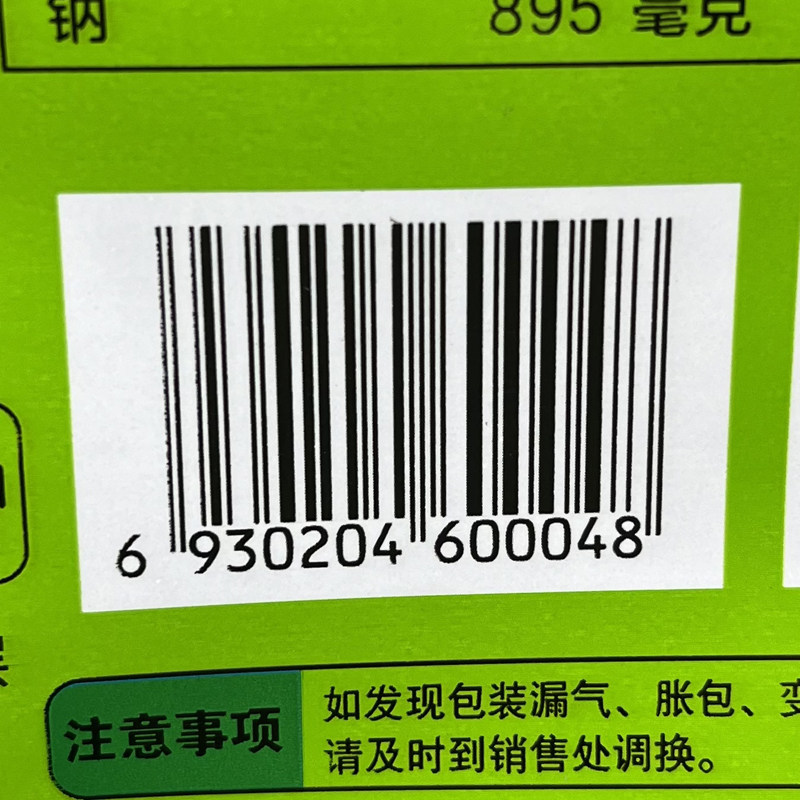 钠 895 毫克
6 930204 600048
注意事项
如发现包装漏气、胀包、
请及时到销售处调换。